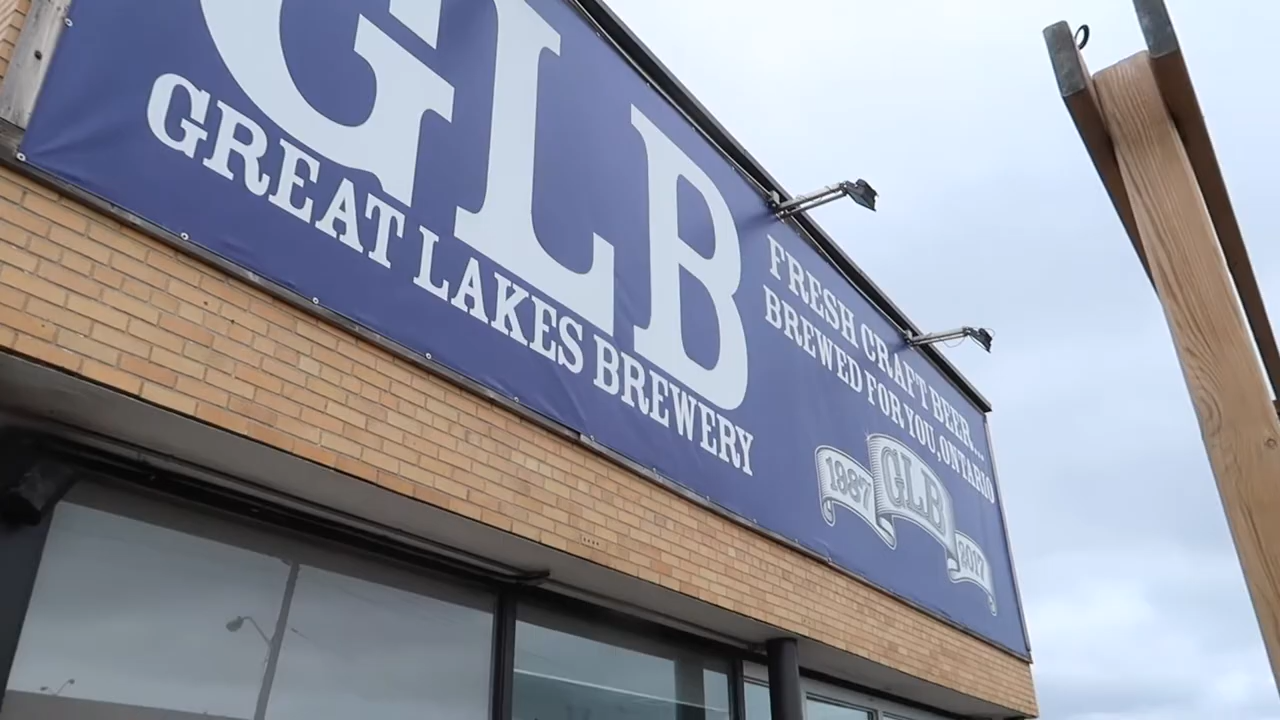 GLB
GREAT LAKES BREWERY
FRESH CRAFT BEER...
BREWED FOR YOU, ONTARIO
1987 GLB 2017